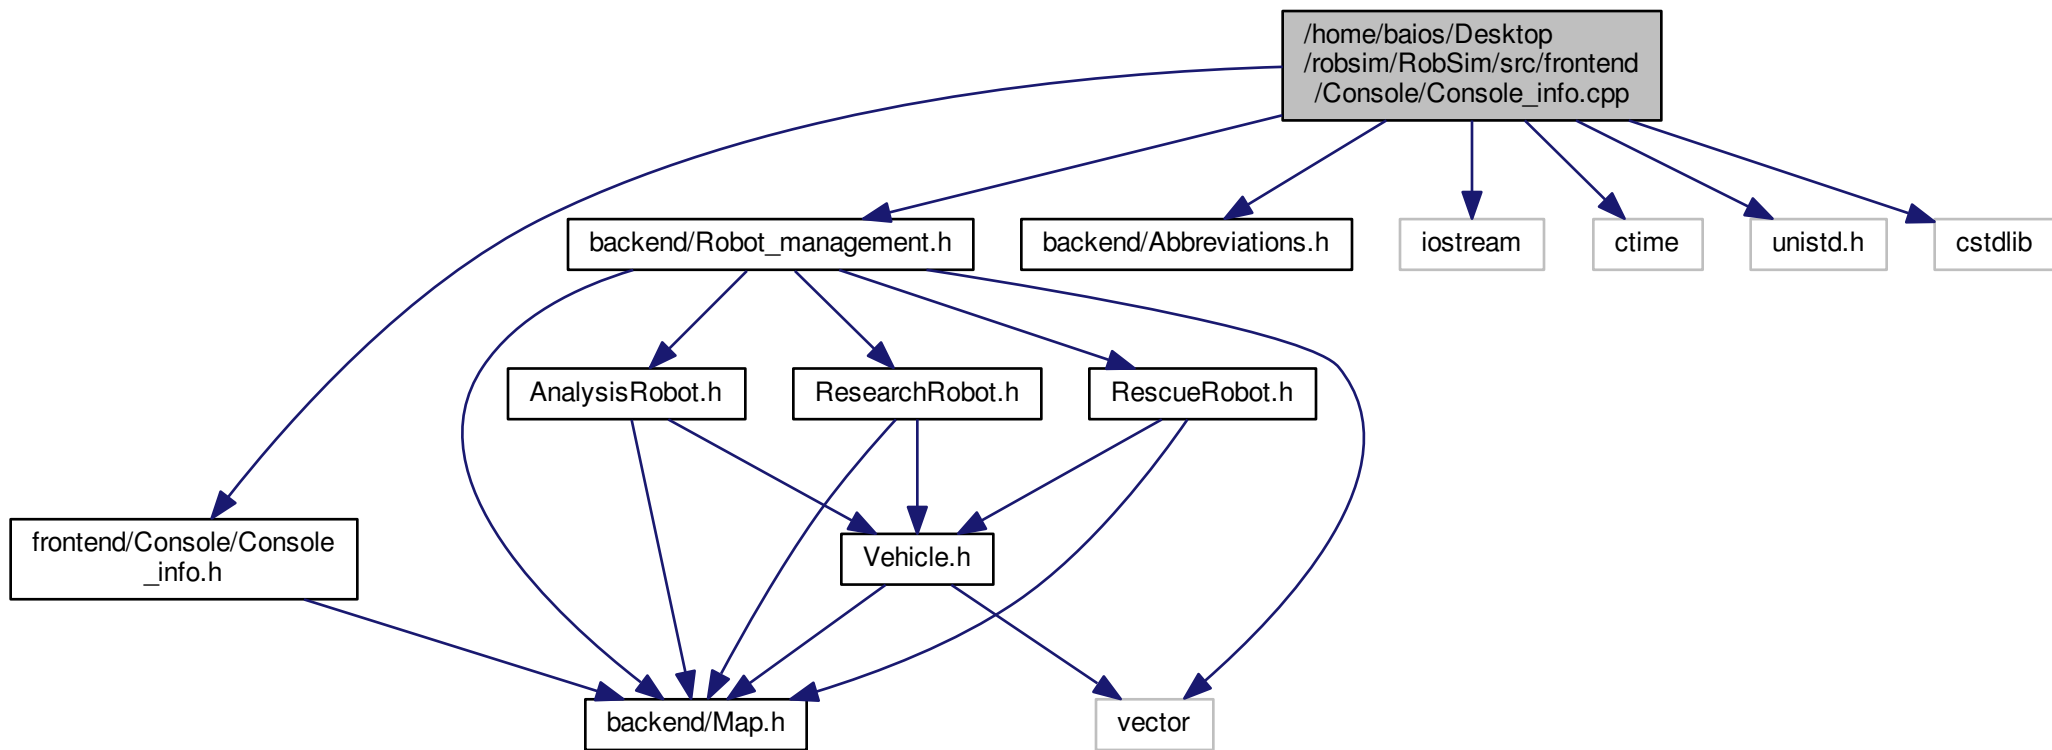 /home/baios/Desktop
/robsim/RobSim/src/frontend
/Console/Console_info.cpp
backend/Robot_management.h
backend/Abbreviations.h
iostream
ctime
unistd.h
cstdlib
AnalysisRobot.h
ResearchRobot.h
RescueRobot.h
frontend/Console/Console
_info.h
Vehicle.h
backend/Map.h
vector